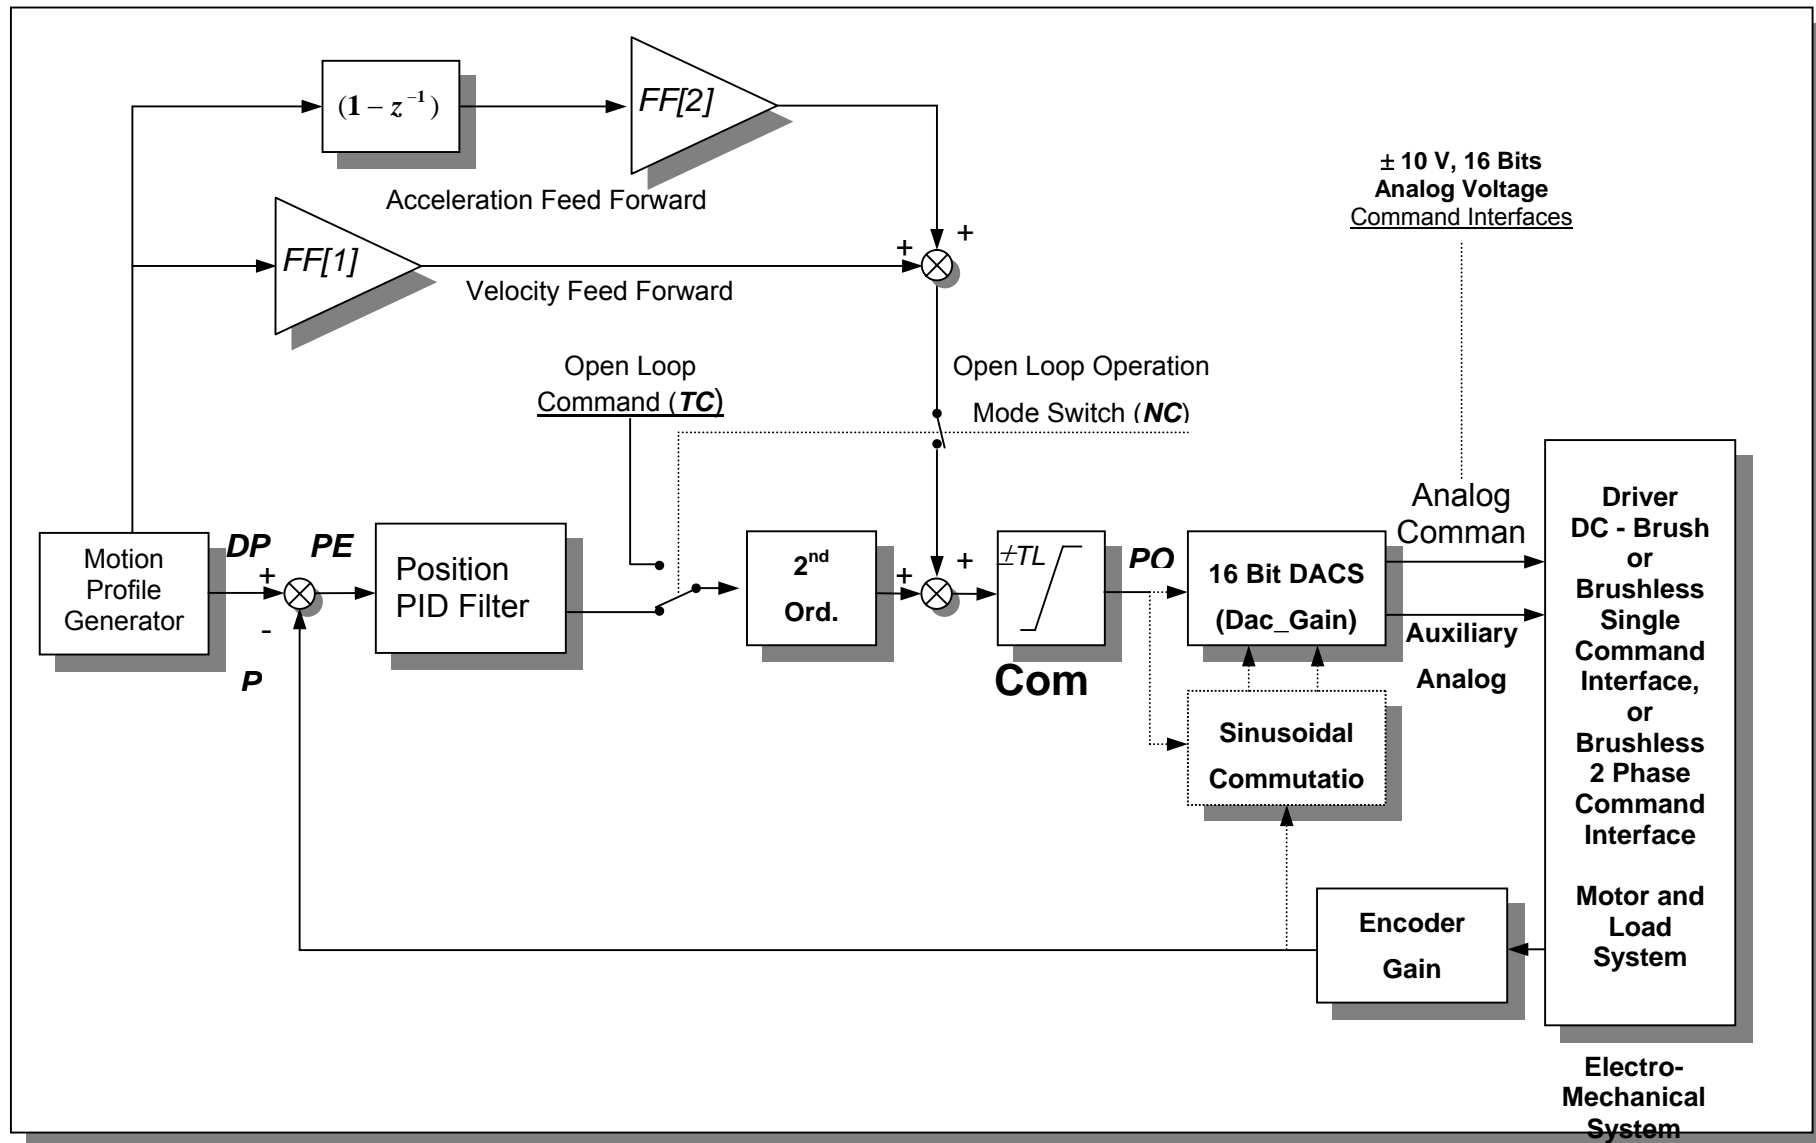 (1 − z⁻¹)
FF[2]
Acceleration Feed Forward
± 10 V, 16 Bits
Analog Voltage
Command Interfaces
FF[1]
+
+
Velocity Feed Forward
Open Loop
Command (TC)
Open Loop Operation
Mode Switch (NC)
Motion
Profile
Generator
DP
+
-
P
PE
Position
PID Filter
2nd
Ord.
+
+
±TL
Com
PO
16 Bit DACS
(Dac_Gain)
Analog
Comman
Auxiliary
Analog
Sinusoidal
Commutatio
Encoder
Gain
Driver
DC - Brush
or
Brushless
Single
Command
Interface,
or
Brushless
2 Phase
Command
Interface
Motor and
Load
System
Electro-
Mechanical
System